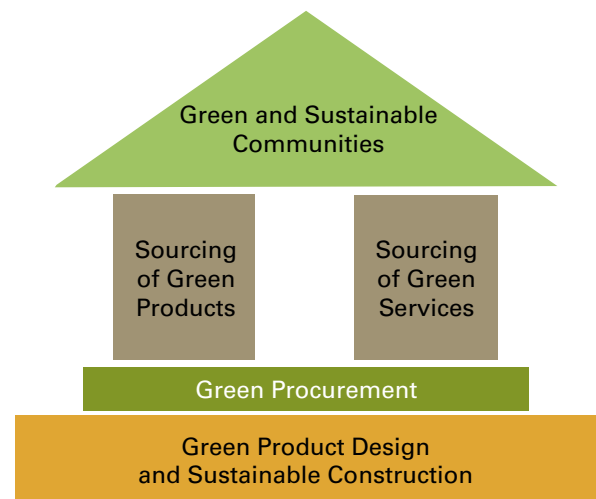 Green and Sustainable
Communities
Sourcing
of Green
Products
Sourcing
of Green
Services
Green Procurement
Green Product Design
and Sustainable Construction